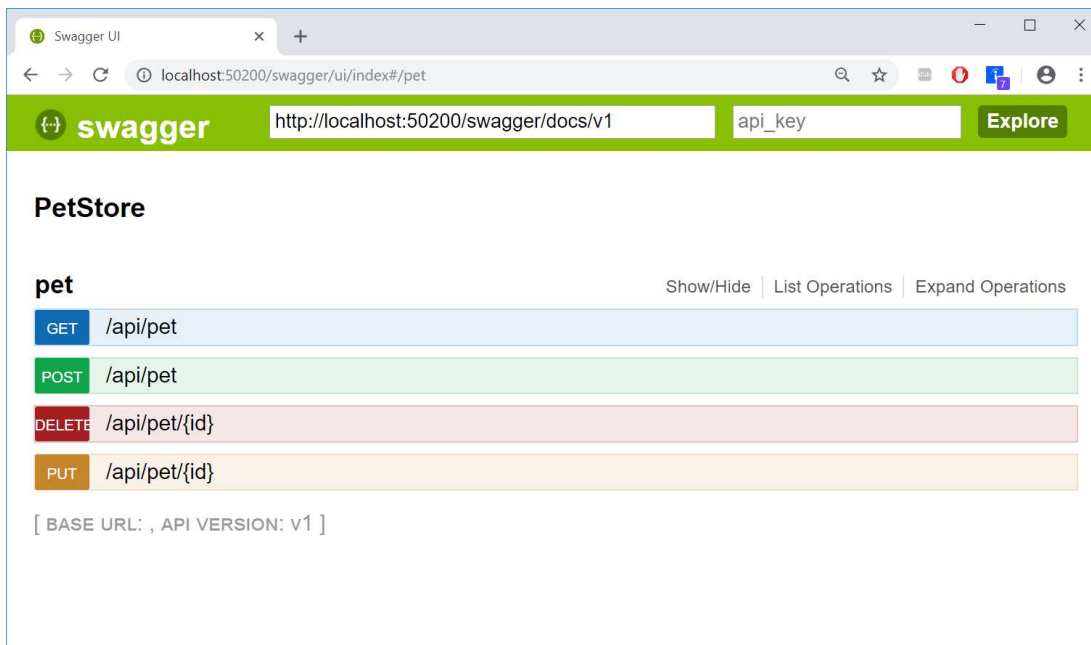 Swagger UI
localhost:50200/swagger/ui/index#/pet
7
{...} swagger http://localhost:50200/swagger/docs/v1 api_key Explore
PetStore
pet Show/Hide List Operations Expand Operations
GET /api/pet
POST /api/pet
DELETE /api/pet/{id}
PUT /api/pet/{id}
[ BASE URL: , API VERSION: V1 ]